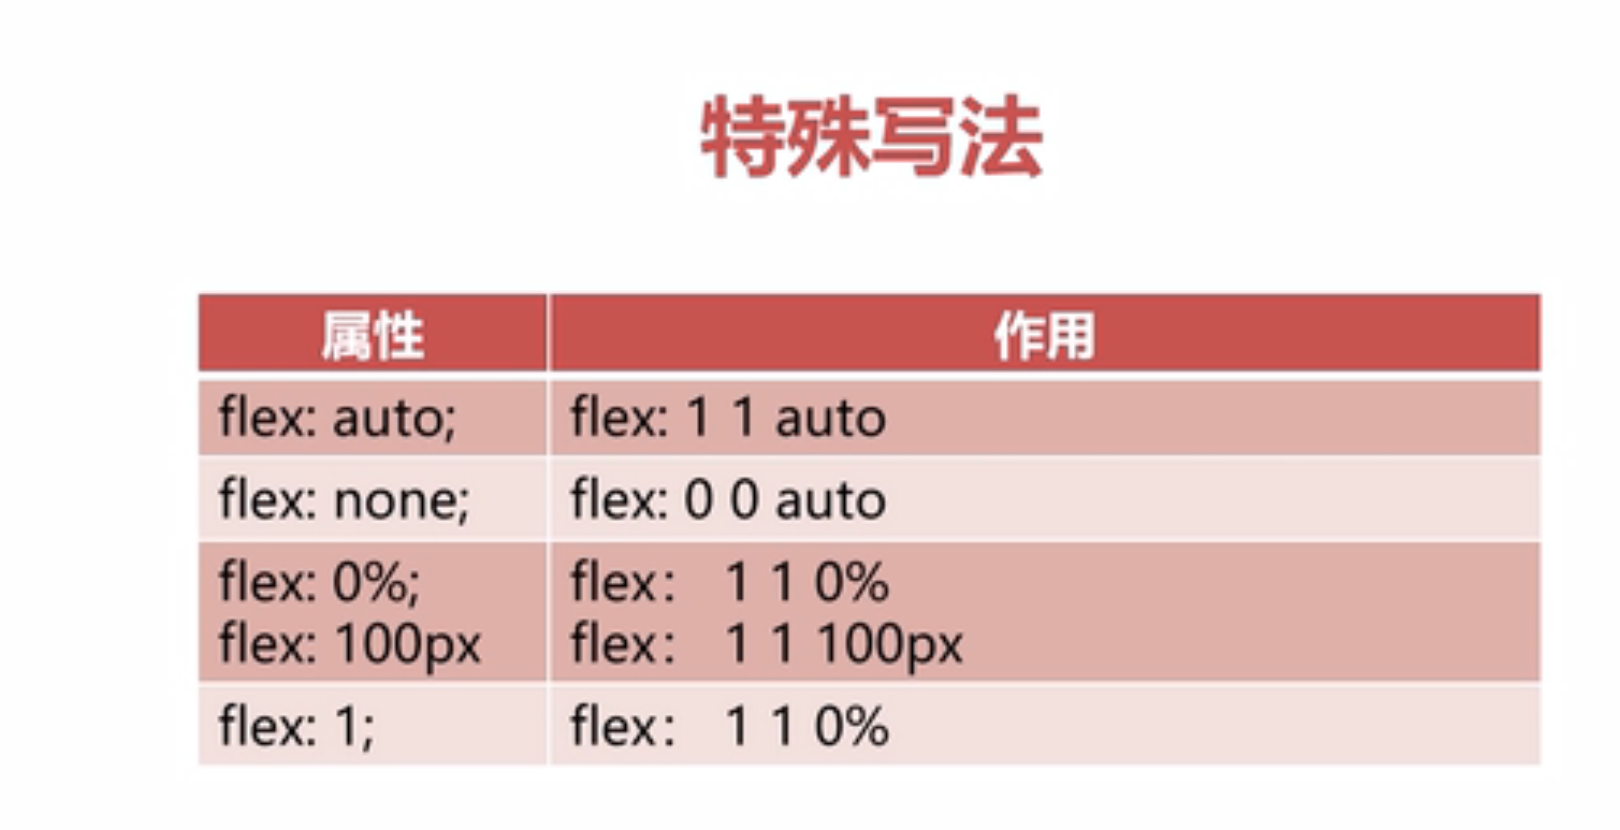 特殊写法
属性 作用
flex: auto; flex: 1 1 auto
flex: none; flex: 0 0 auto
flex: 0%; flex： 1 1 0%
flex: 100px flex： 1 1 100px
flex: 1; flex： 1 1 0%